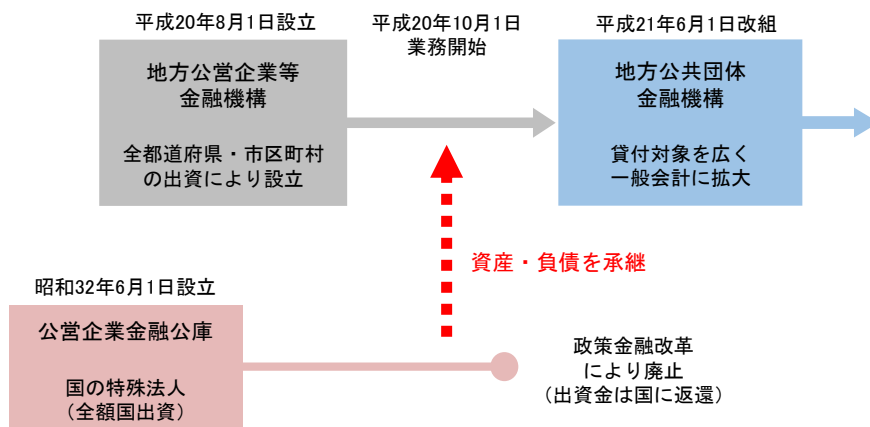 平成20年8月1日設立
平成20年10月1日
業務開始
平成21年6月1日改組
地方公営企業等
金融機構
全都道府県・市区町村
の出資により設立
地方公共団体
金融機構
貸付対象を広く
一般会計に拡大
資産・負債を承継
昭和32年6月1日設立
公営企業金融公庫
国の特殊法人
（全額国出資）
政策金融改革
により廃止
（出資金は国に返還）